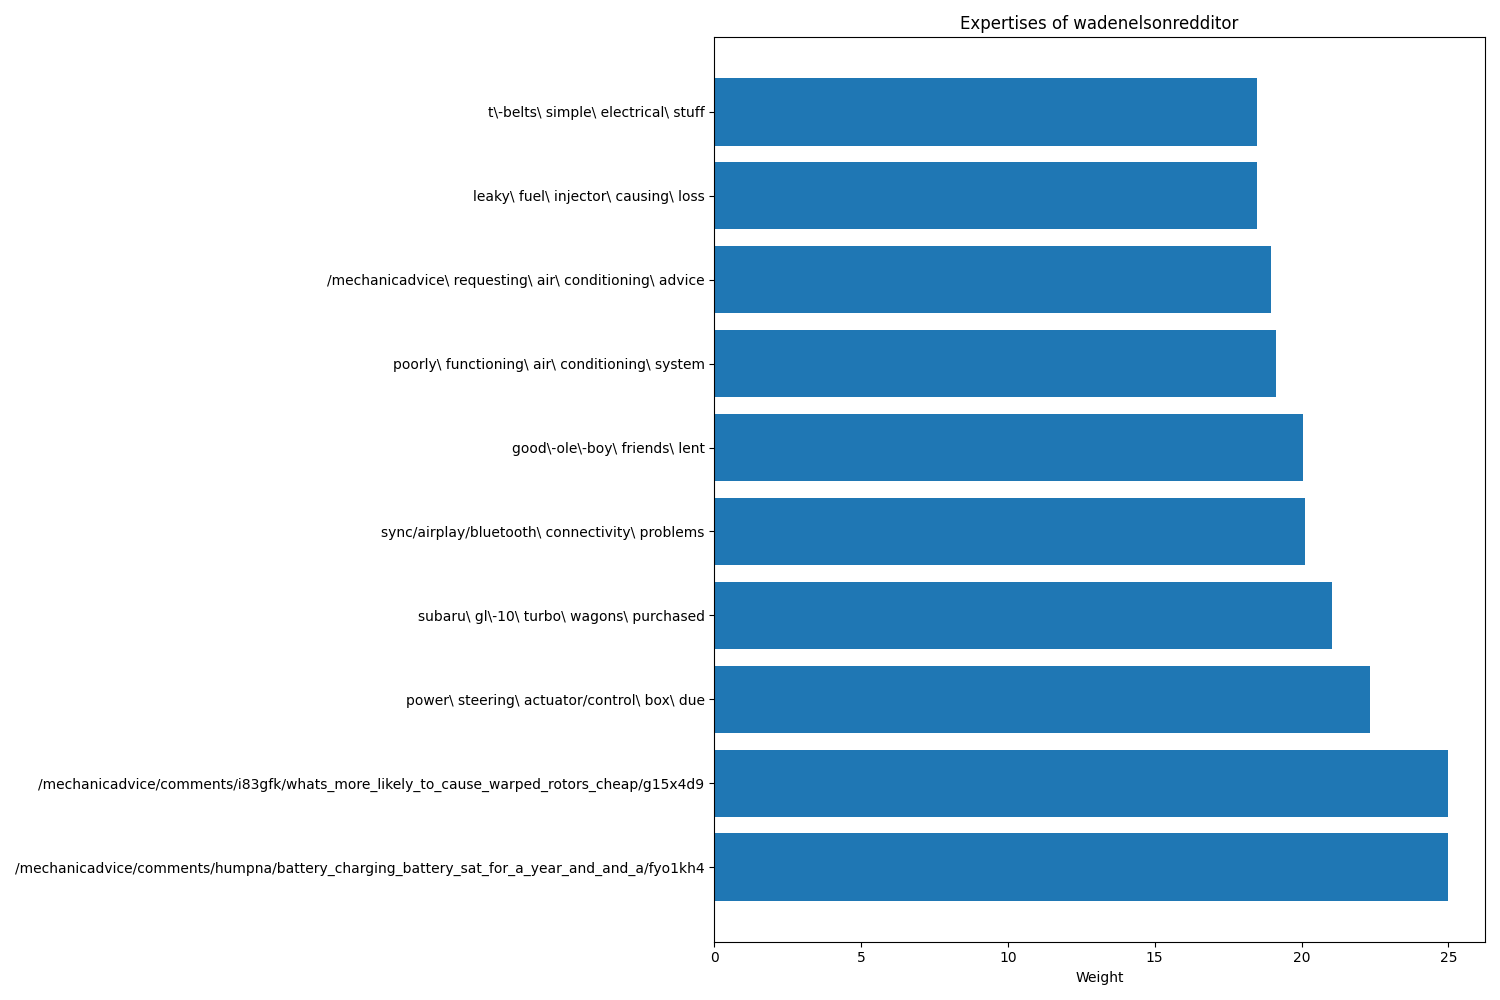 Expertises of wadenelsonredditor
t\-belts\ simple\ electrical\ stuff
leaky\ fuel\ injector\ causing\ loss
/mechanicadvice\ requesting\ air\ conditioning\ advice
poorly\ functioning\ air\ conditioning\ system
good\-ole\-boy\ friends\ lent
sync/airplay/bluetooth\ connectivity\ problems
subaru\ gl\-10\ turbo\ wagons\ purchased
power\ steering\ actuator/control\ box\ due
/mechanicadvice/comments/i83gfk/whats_more_likely_to_cause_warped_rotors_cheap/g15x4d9
/mechanicadvice/comments/humpna/battery_charging_battery_sat_for_a_year_and_and_a/fyo1kh4
0 5 10 15 20 25
Weight